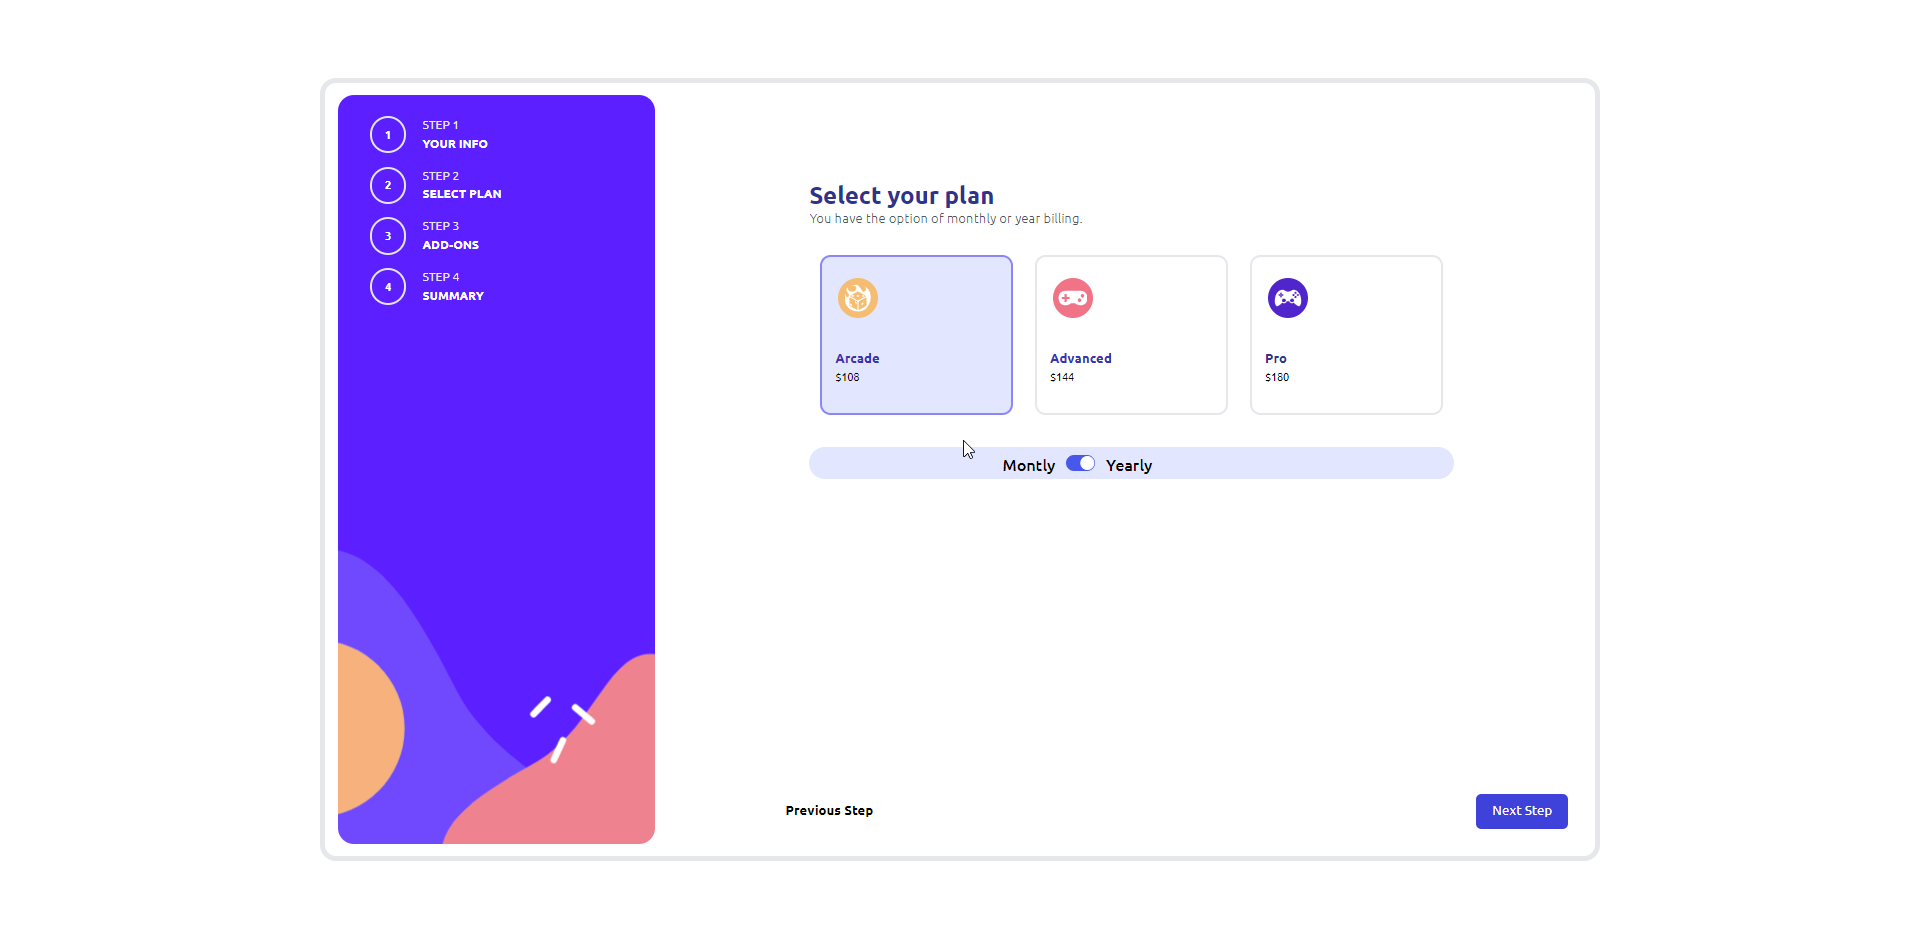 1
STEP 1
YOUR INFO
2
STEP 2
SELECT PLAN
3
STEP 3
ADD-ONS
4
STEP 4
SUMMARY
Select your plan
You have the option of monthly or year billing.
Arcade
$108
Advanced
$144
Pro
$180
Montly
Yearly
Previous Step
Next Step